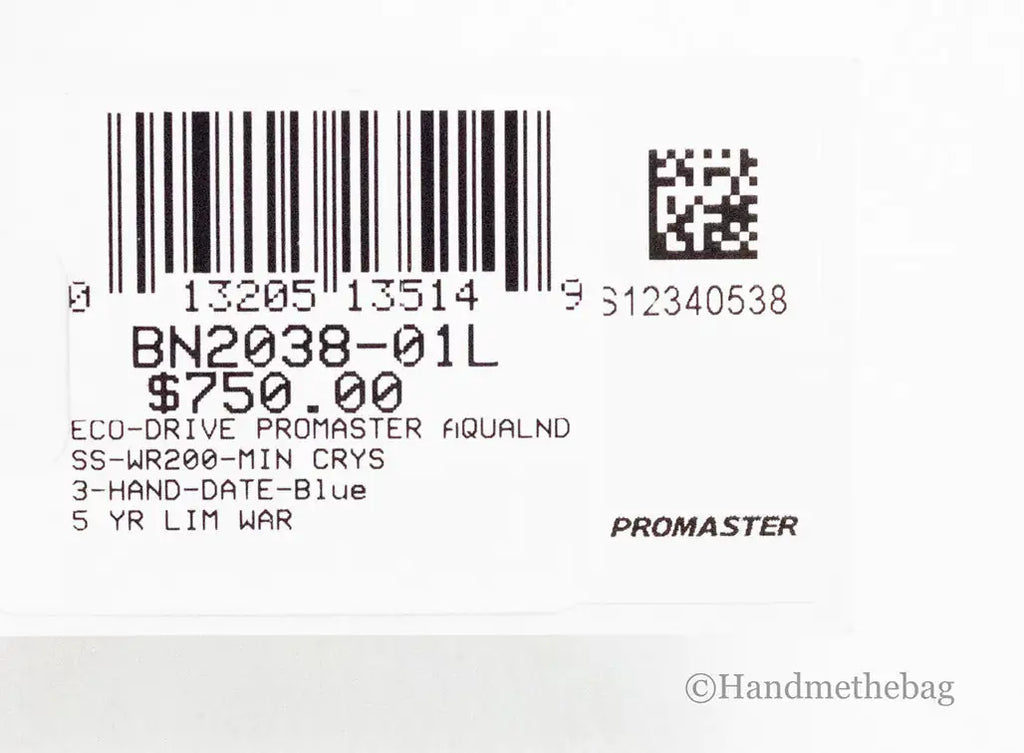 0 13205 13514 9
S12340538
BN2038-01L
$750.00
ECO-DRIVE PROMASTER AQUALND
SS-WR200-MIN CRYS
3-HAND-DATE-Blue
5 YR LIM WAR
PROMASTER
©Handmethebag